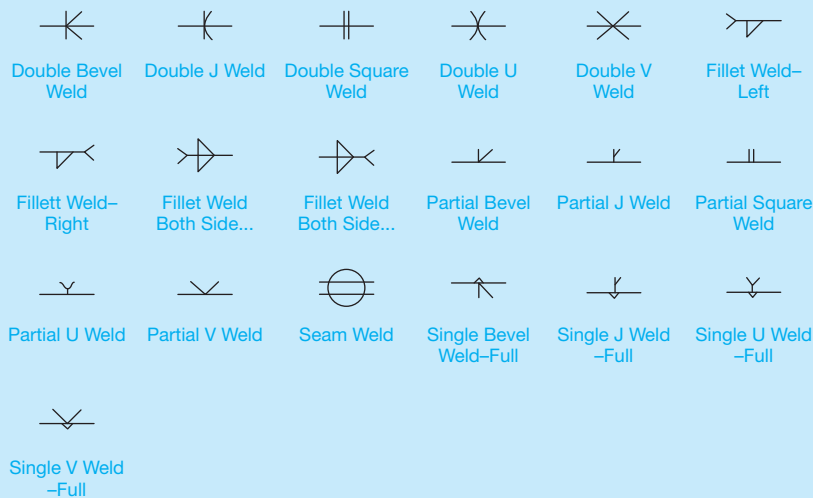 Double Bevel
Weld
Double J Weld
Double Square
Weld
Double U
Weld
Double V
Weld
Fillet Weld–
Left
Fillett Weld–
Right
Fillet Weld
Both Side...
Fillet Weld
Both Side...
Partial Bevel
Weld
Partial J Weld
Partial Square
Weld
Partial U Weld
Partial V Weld
Seam Weld
Single Bevel
Weld–Full
Single J Weld
–Full
Single U Weld
–Full
Single V Weld
–Full